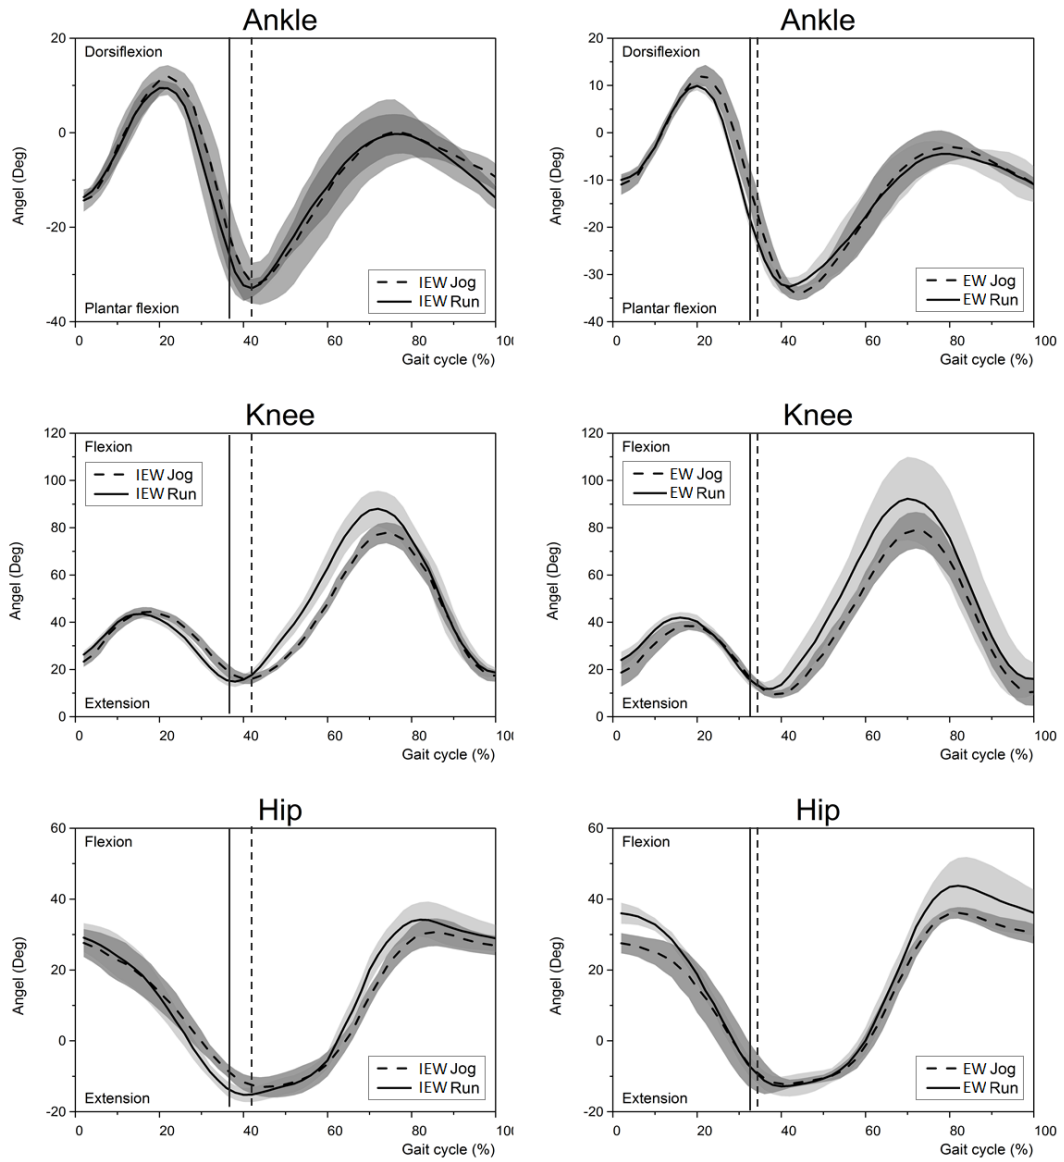 Ankle
20
10
0
-10
-20
-30
-40
Angel (Deg)
Dorsiflexion
Plantar flexion
IEW Jog
IEW Run
0 20 40 60 80 100
Gait cycle (%)
Ankle
20
10
0
-10
-20
-30
-40
Angel (Deg)
Dorsiflexion
Plantar flexion
EW Jog
EW Run
0 20 40 60 80 100
Gait cycle (%)
Knee
120
100
80
60
40
20
0
Angel (Deg)
Flexion
IEW Jog
IEW Run
Extension
0 20 40 60 80 100
Gait cycle (%)
Knee
120
100
80
60
40
20
0
Angel (Deg)
Flexion
EW Jog
EW Run
Extension
0 20 40 60 80 100
Gait cycle (%)
Hip
60
40
20
0
-20
Angel (Deg)
Flexion
Extension
IEW Jog
IEW Run
0 20 40 60 80 100
Gait cycle (%)
Hip
60
40
20
0
-20
Angel (Deg)
Flexion
Extension
EW Jog
EW Run
0 20 40 60 80 100
Gait cycle (%)